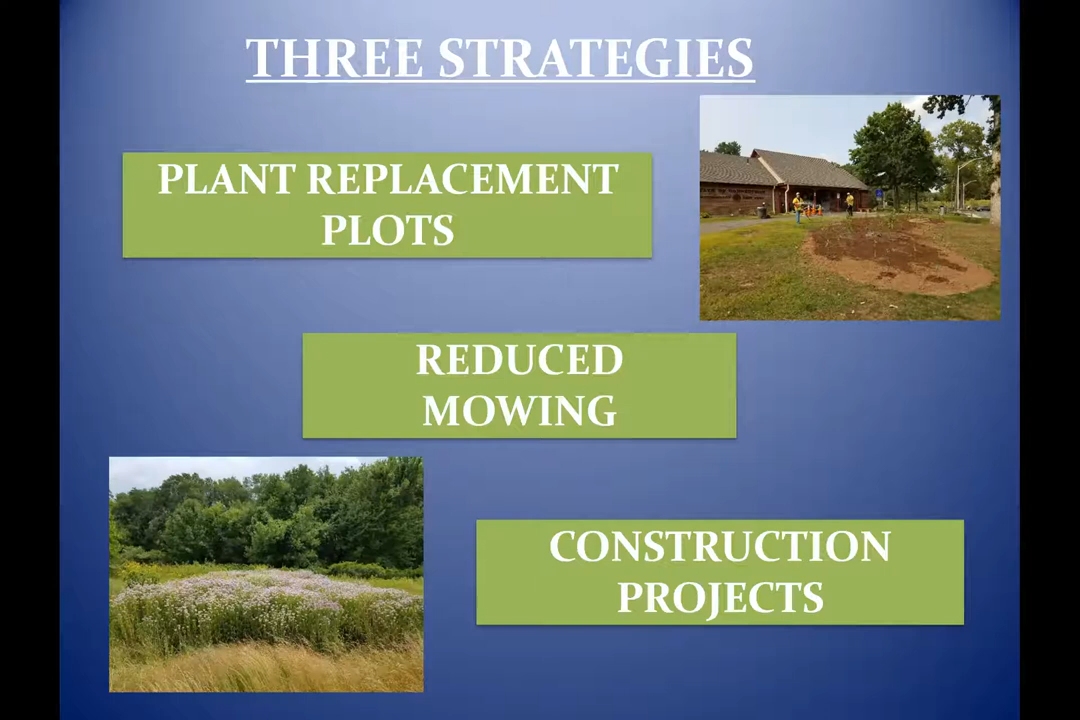 THREE STRATEGIES
PLANT REPLACEMENT
PLOTS
REDUCED
MOWING
CONSTRUCTION
PROJECTS